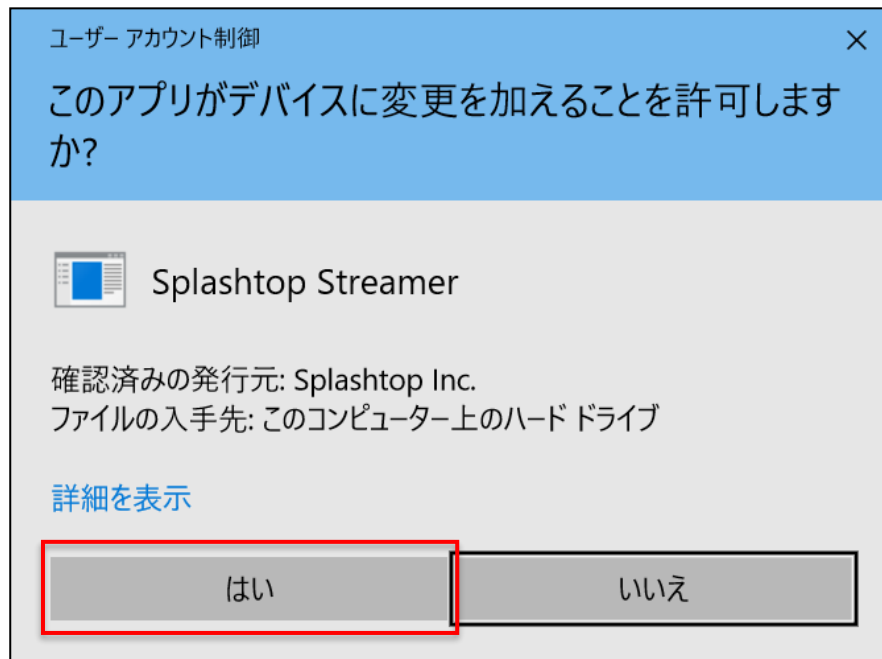 ユーザー アカウント制御
このアプリがデバイスに変更を加えることを許可します
か?
Splashtop Streamer
確認済みの発行元: Splashtop Inc.
ファイルの入手先: このコンピューター上のハード ドライブ
詳細を表示
はい
いいえ